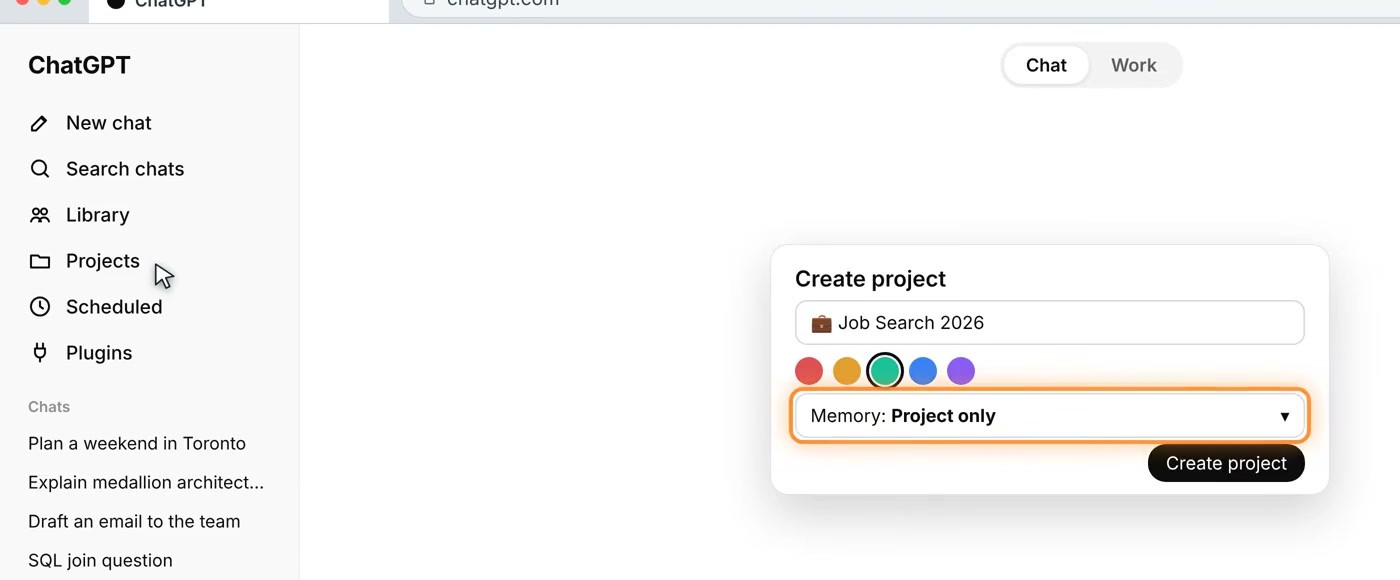 ChatGPT
chatgpt.com
ChatGPT
Chat
Work
New chat
Search chats
Library
Projects
Scheduled
Plugins
Chats
Plan a weekend in Toronto
Explain medallion architect...
Draft an email to the team
SQL join question
Create project
Job Search 2026
Memory: Project only
Create project